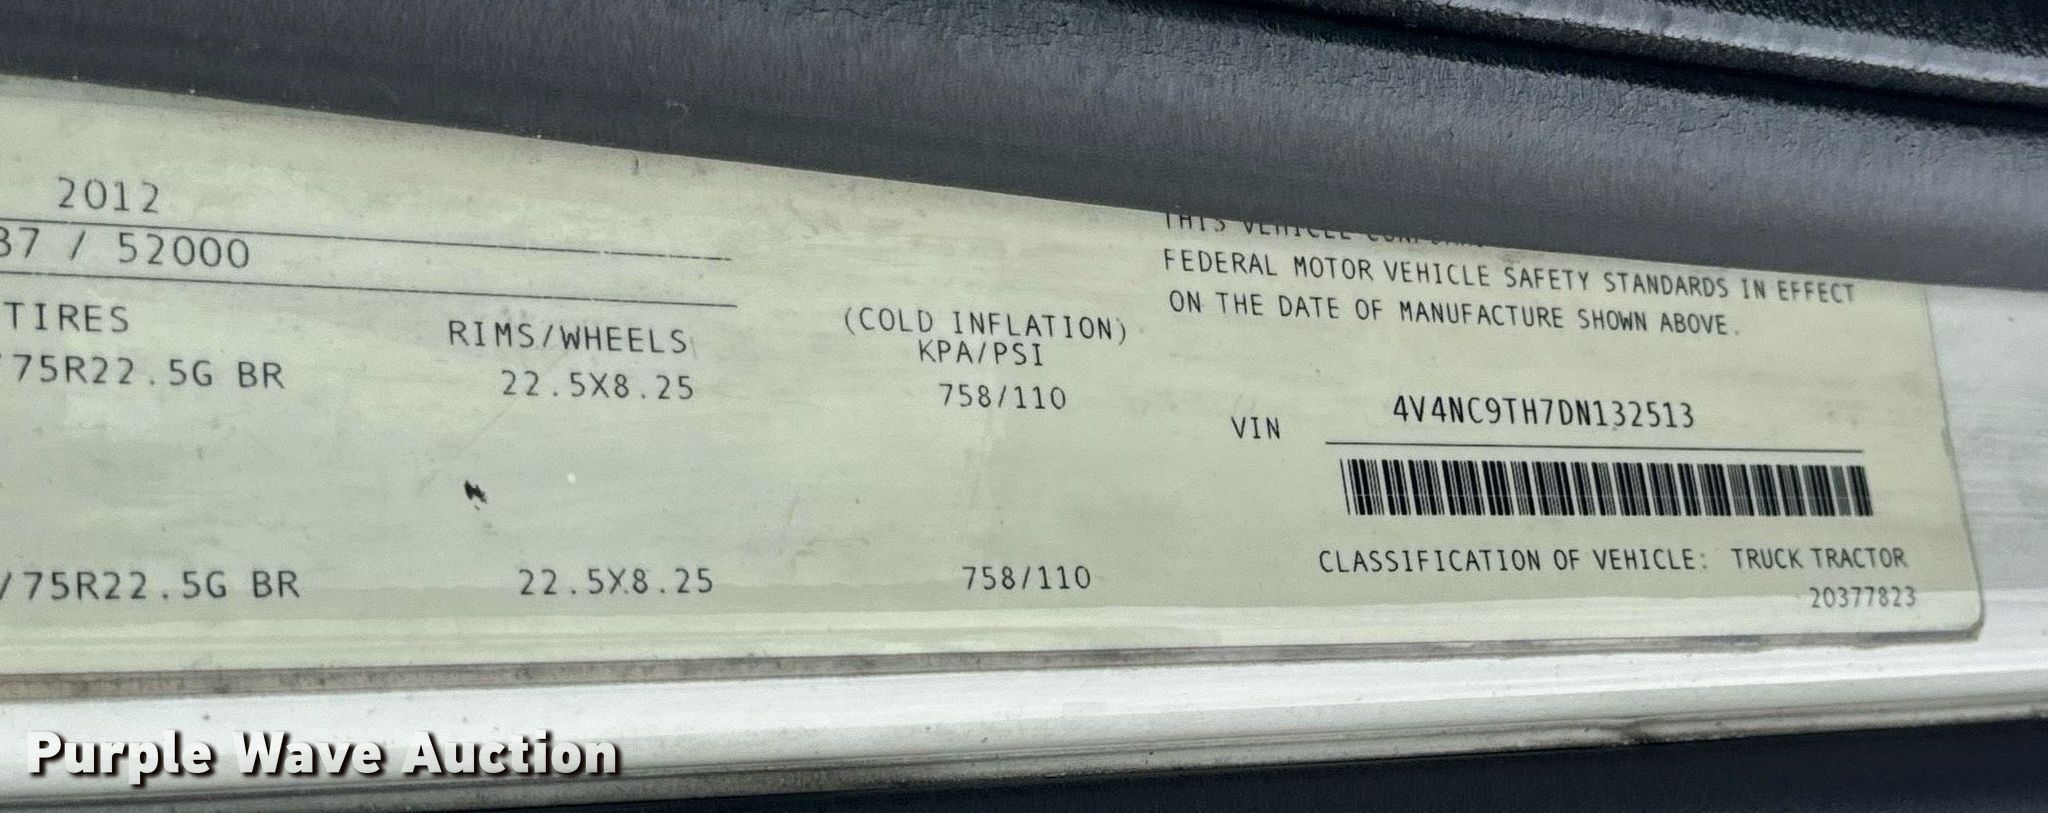 2012
37 / 52000
TIRES RIMS/WHEELS (COLD INFLATION)
KPA/PSI
/75R22.5G BR 22.5X8.25 758/110
/75R22.5G BR 22.5X8.25 758/110
THIS VEHICLE
FEDERAL MOTOR VEHICLE SAFETY STANDARDS IN EFFECT
ON THE DATE OF MANUFACTURE SHOWN ABOVE.
VIN 4V4NC9TH7DN132513
CLASSIFICATION OF VEHICLE: TRUCK TRACTOR
20377823
Purple Wave Auction